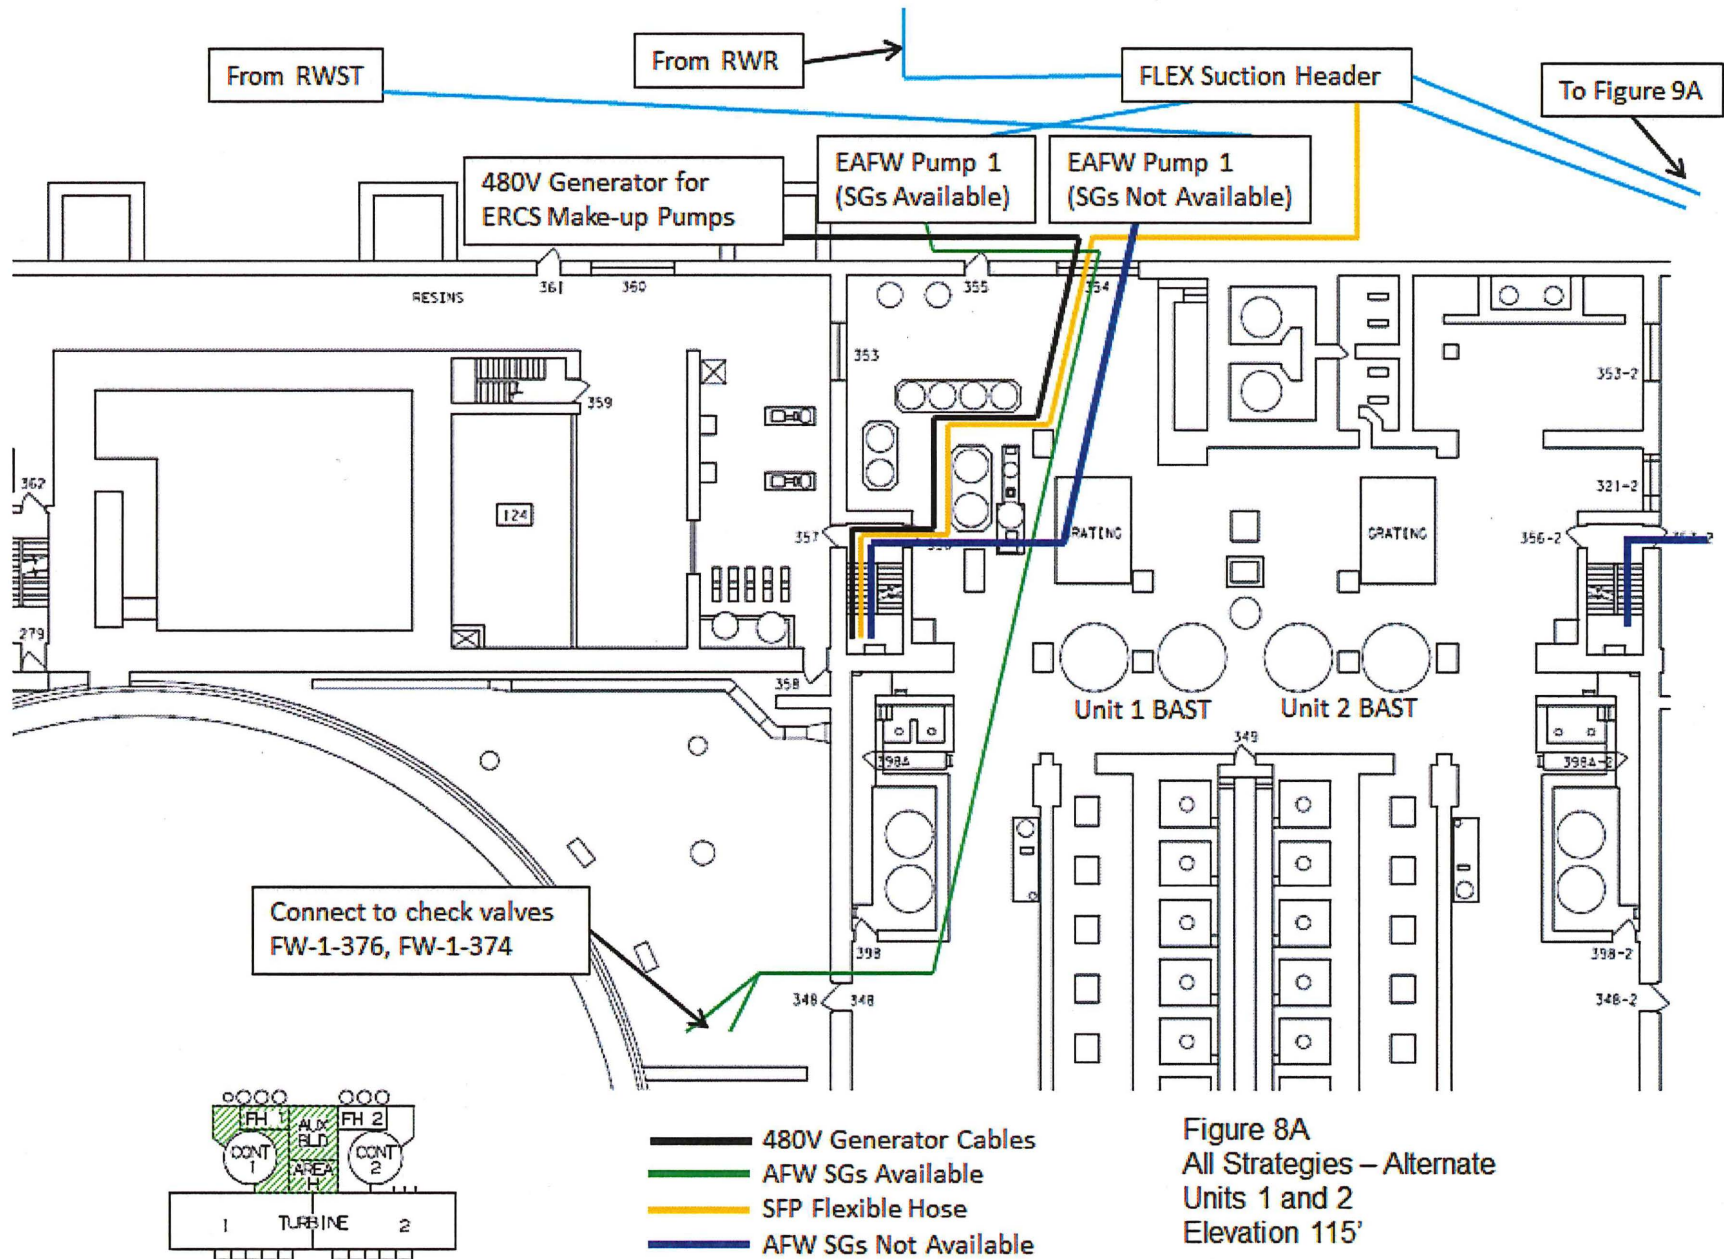 From RWST
From RWR
FLEX Suction Header
To Figure 9A
480V Generator for
ERCS Make-up Pumps
EAFW Pump 1
(SGs Available)
EAFW Pump 1
(SGs Not Available)
RESINS
361
360
355
354
353
353-2
359
362
124
357
GRATING
321-2
356-2
279
358
Unit 1 BAST
Unit 2 BAST
349
398A
398A-2
Connect to check valves
FW-1-376, FW-1-374
398
398-2
348
348
348-2
FH 1
AUX
BLD
FH 2
CONT
1
AREA
H
CONT
2
1
TURBINE
2
480V Generator Cables
AFW SGs Available
SFP Flexible Hose
AFW SGs Not Available
Figure 8A
All Strategies – Alternate
Units 1 and 2
Elevation 115'